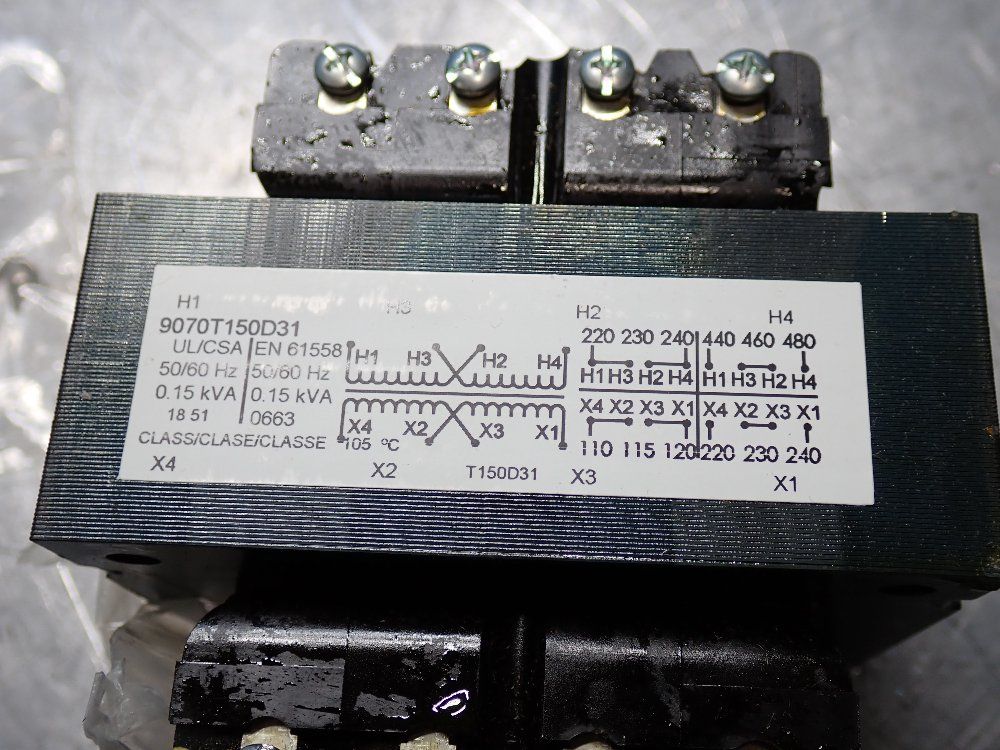 H1 H3 H2 H4
9070T150D31
UL/CSA EN 61558
50/60 Hz 50/60 Hz
0.15 kVA 0.15 kVA
18 51 0663
CLASS/CLASE/CLASSE 105 ºC
H1 H3 H2 H4
X4 X2 X3 X1
220 230 240 440 460 480
H1 H3 H2 H4 H1 H3 H2 H4
X4 X2 X3 X1 X4 X2 X3 X1
110 115 120 220 230 240
X4 X2 T150D31 X3 X1